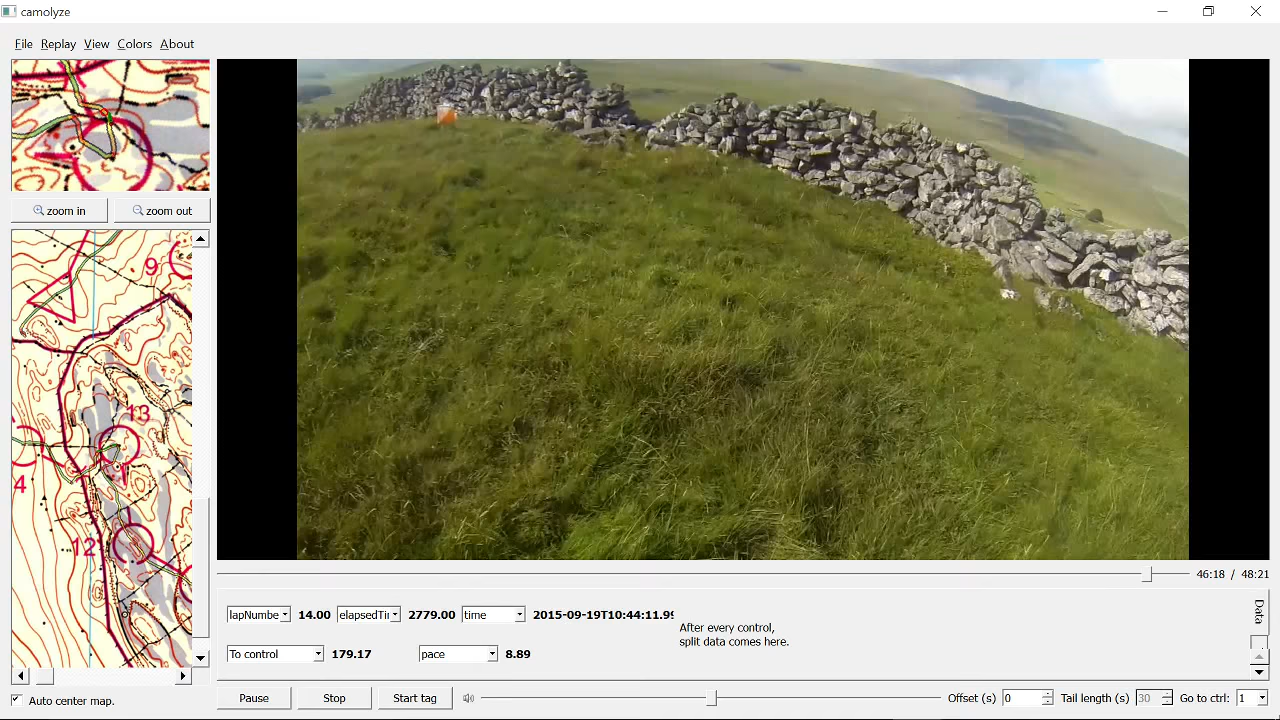 camolyze
File Replay View Colors About
zoom in zoom out
9
13
4
12
46:18 / 48:21
lapNumbe 14.00 elapsedTii 2779.00 time 2015-09-19T10:44:11.99
After every control,
split data comes here.
To control 179.17 pace 8.89
Data
Auto center map.
Pause Stop Start tag Offset (s) 0 Tail length (s) 30 Go to ctrl: 1